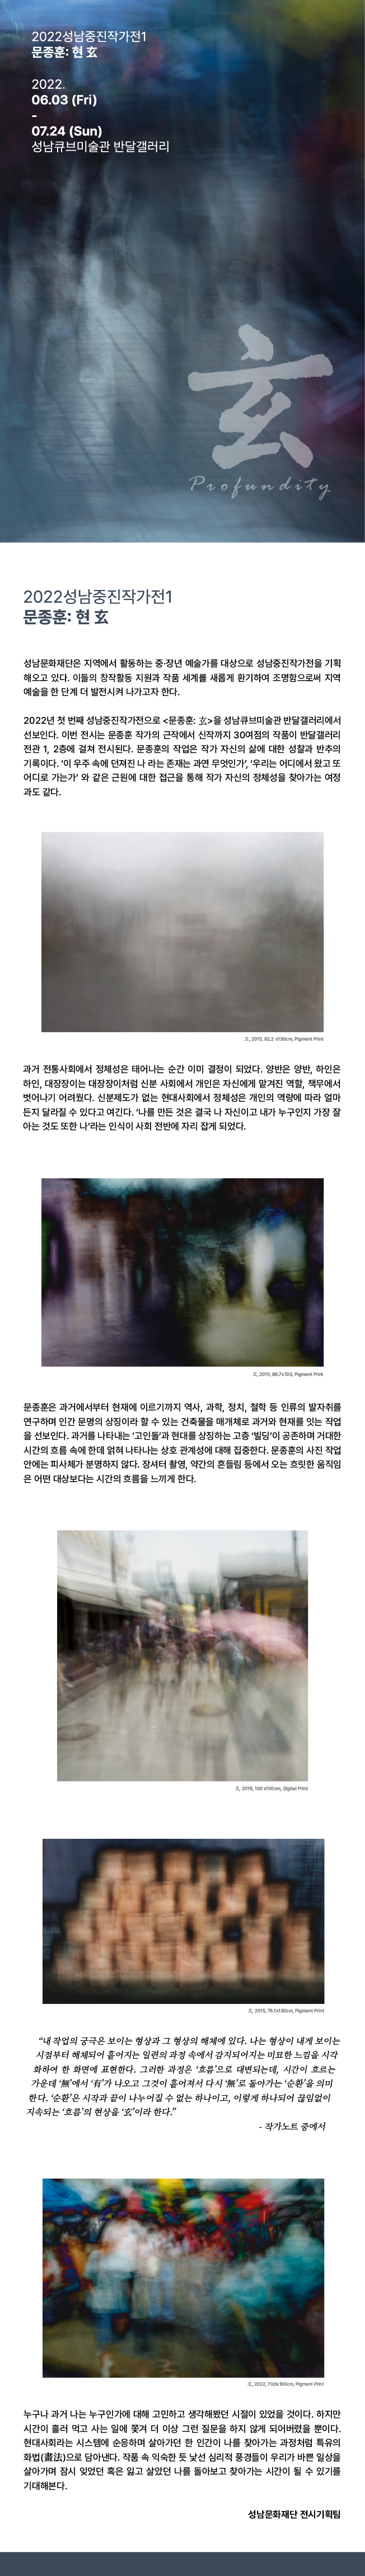 2022성남중진작가전1
문종훈: 현 玄
2022.
06.03 (Fri)
-
07.24 (Sun)
성남큐브미술관 반달갤러리
玄
Profundity
2022성남중진작가전1
문종훈: 현 玄
성남문화재단은 지역에서 활동하는 중·장년 예술가를 대상으로 성남중진작가전을 기획
해오고 있다. 이들의 창작활동 지원과 작품 세계를 새롭게 환기하여 조명함으로써 지역
예술을 한 단계 더 발전시켜 나가고자 한다.
2022년 첫 번째 성남중진작가전으로 <문종훈: 玄>을 성남큐브미술관 반달갤러리에서
선보인다. 이번 전시는 문종훈 작가의 근작에서 신작까지 30여점의 작품이 반달갤러리
전관 1, 2층에 걸쳐 전시된다. 문종훈의 작업은 작가 자신의 삶에 대한 성찰과 반추의
기록이다. ‘이 우주 속에 던져진 나 라는 존재는 과연 무엇인가’, ‘우리는 어디에서 왔고 또
어디로 가는가’ 와 같은 근원에 대한 접근을 통해 작가 자신의 정체성을 찾아가는 여정
과도 같다.
玄, 2015, 92.2 x130cm, Pigment Print
과거 전통사회에서 정체성은 태어나는 순간 이미 결정이 되었다. 양반은 양반, 하인은
하인, 대장장이는 대장장이처럼 신분 사회에서 개인은 자신에게 맡겨진 역할, 책무에서
벗어나기 어려웠다. 신분제도가 없는 현대사회에서 정체성은 개인의 역량에 따라 얼마
든지 달라질 수 있다고 여긴다. ‘나를 만든 것은 결국 나 자신이고 내가 누구인지 가장 잘
아는 것도 또한 나’라는 인식이 사회 전반에 자리 잡게 되었다.
玄, 2015, 86.7x130, Pigment Print
문종훈은 과거에서부터 현재에 이르기까지 역사, 과학, 정치, 철학 등 인류의 발자취를
연구하며 인간 문명의 상징이라 할 수 있는 건축물을 매개체로 과거와 현재를 잇는 작업
을 선보인다. 과거를 나타내는 ‘고인돌’과 현대를 상징하는 고층 ‘빌딩’이 공존하며 거대한
시간의 흐름 속에 한데 얽혀 나타나는 상호 관계성에 대해 집중한다. 문종훈의 사진 작업
안에는 피사체가 분명하지 않다. 장셔터 촬영, 약간의 흔들림 등에서 오는 흐릿한 움직임
은 어떤 대상보다는 시간의 흐름을 느끼게 한다.
玄, 2019, 100 x100cm, Digital Print
玄, 2015, 76.1x130cm, Pigment Print
“내 작업의 궁극은 보이는 형상과 그 형상의 해체에 있다. 나는 형상이 내게 보이는
시점부터 해체되어 흩어지는 일련의 과정 속에서 감지되어지는 미묘한 느낌을 시각
화하여 한 화면에 표현한다. 그러한 과정은 ‘흐름’으로 대변되는데, 시간이 흐르는
가운데 ‘無’에서 ‘有’가 나오고 그것이 흩어져서 다시 ‘無’로 돌아가는 ‘순환’을 의미
한다. ‘순환’은 시작과 끝이 나누어질 수 없는 하나이고, 이렇게 하나되어 끊임없이
지속되는 ‘흐름’의 현상을 ‘玄’이라 한다.”
- 작가노트 중에서
玄, 2022, 70.6x100cm, Pigment Print
누구나 과거 나는 누구인가에 대해 고민하고 생각해봤던 시절이 있었을 것이다. 하지만
시간이 흘러 먹고 사는 일에 쫓겨 더 이상 그런 질문을 하지 않게 되어버렸을 뿐이다.
현대사회라는 시스템에 순응하며 살아가던 한 인간이 나를 찾아가는 과정처럼 특유의
화법(畫法)으로 담아낸다. 작품 속 익숙한 듯 낯선 심리적 풍경들이 우리가 바쁜 일상을
살아가며 잠시 잊었던 혹은 잃고 살았던 나를 돌아보고 찾아가는 시간이 될 수 있기를
기대해본다.
성남문화재단 전시기획팀